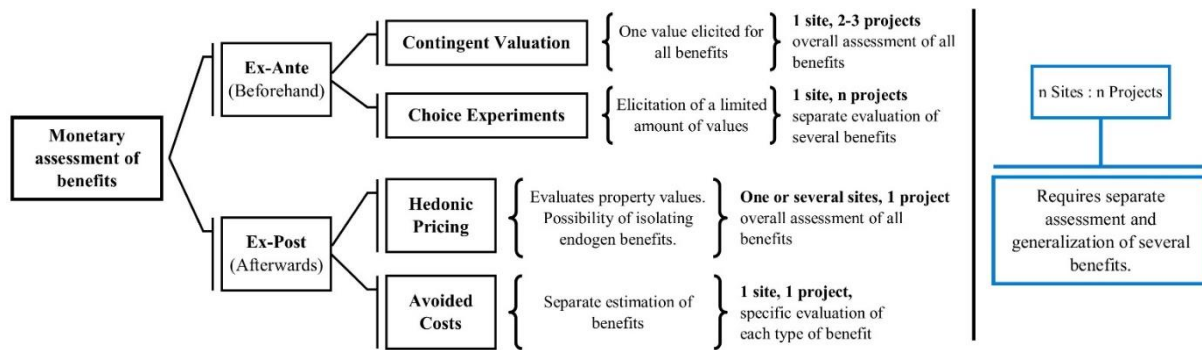 Monetary
assessment of
benefits
Ex-Ante
(Beforehand)
Contingent Valuation
One value elicited for
all benefits
1 site, 2-3 projects
overall assessment of all
benefits
Choice Experiments
Elicitation of a limited
amount of values
1 site, n projects
separate evaluation of
several benefits
Ex-Post
(Afterwards)
Hedonic
Pricing
Evaluates property values.
Possibility of isolating
endogen benefits.
One or several sites, 1 project
overall assessment of all
benefits
Avoided
Costs
Separate estimation of
benefits
1 site, 1 project,
specific evaluation of
each type of benefit
n Sites : n Projects
Requires separate
assessment and
generalization of several
benefits.